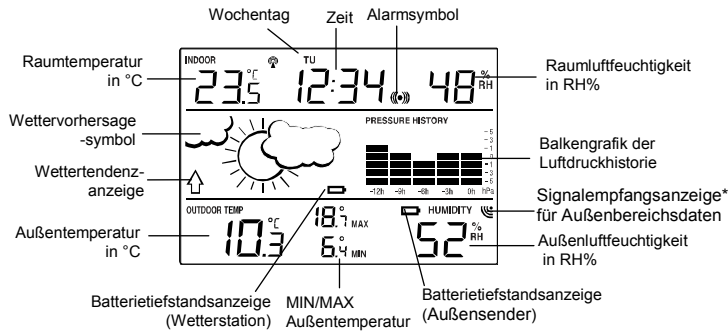 Wochentag
Zeit
Alarmsymbol
Raumtemperatur
in °C
INDOOR
TU
23.5 °C
12:34
48 % RH
Raumluftfeuchtigkeit
in RH%
Wettervorhersage
-symbol
PRESSURE HISTORY
Balkengrafik der
Luftdruckhistorie
-12h -9h -6h -3h 0h hPa
Wettertendenz-
anzeige
Signalempfangsanzeige*
für Außenbereichsdaten
OUTDOOR TEMP
HUMIDITY
Außentemperatur
in °C
10.3 °C
18.7° MAX
6.4° MIN
52 % RH
Außenluftfeuchtigkeit
in RH%
Batterietiefstandsanzeige
(Wetterstation)
MIN/MAX
Außentemperatur
Batterietiefstandsanzeige
(Außensender)